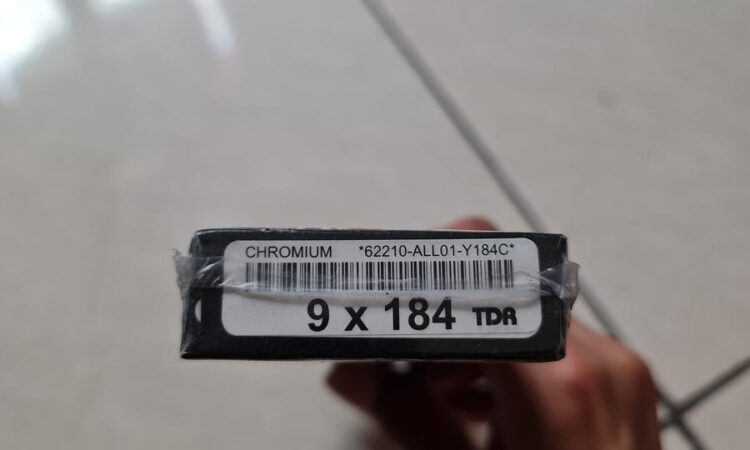 CHROMIUM *62210-ALL01-Y184C*
9 x 184 TDR